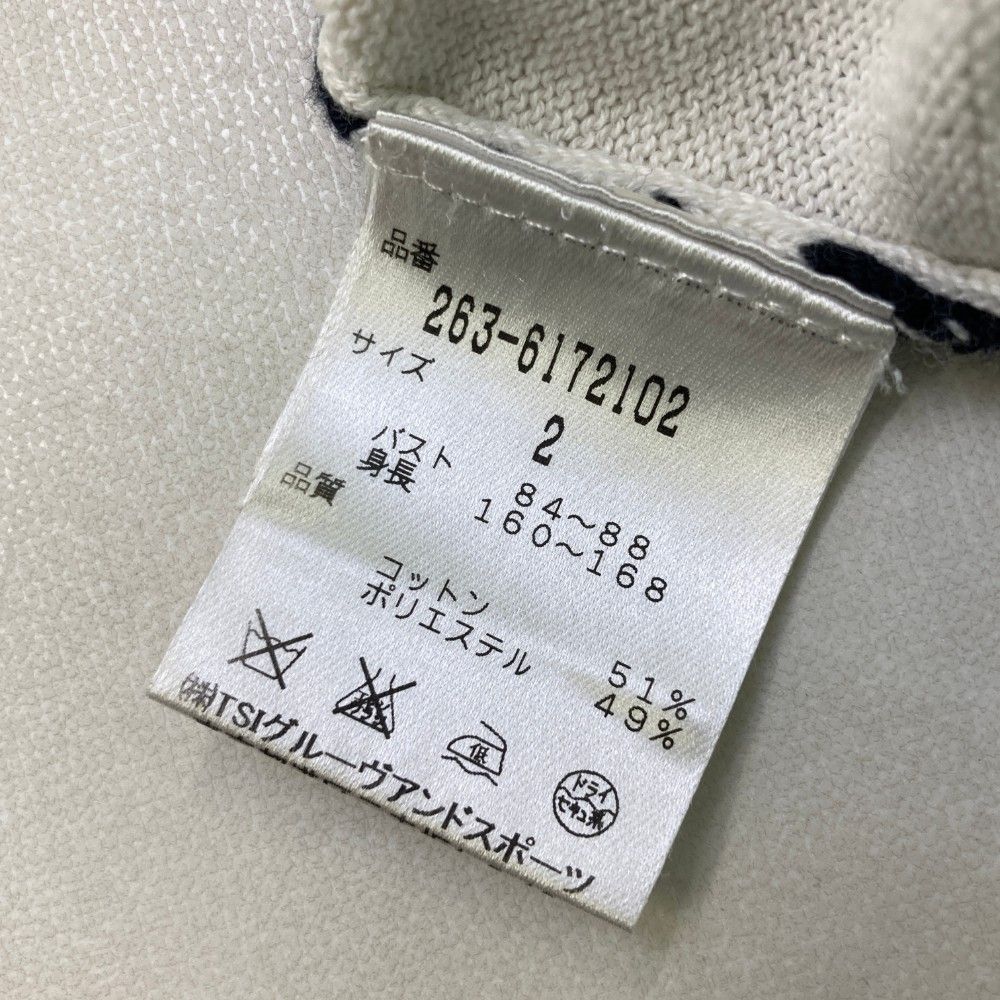 品番
263-6172102
サイズ
2
バスト 84～88
身長 160～168
品質
コットン 51%
ポリエステル 49%
低
ドライ
セキユ系
㈱TSIグルーヴアンドスポーツ